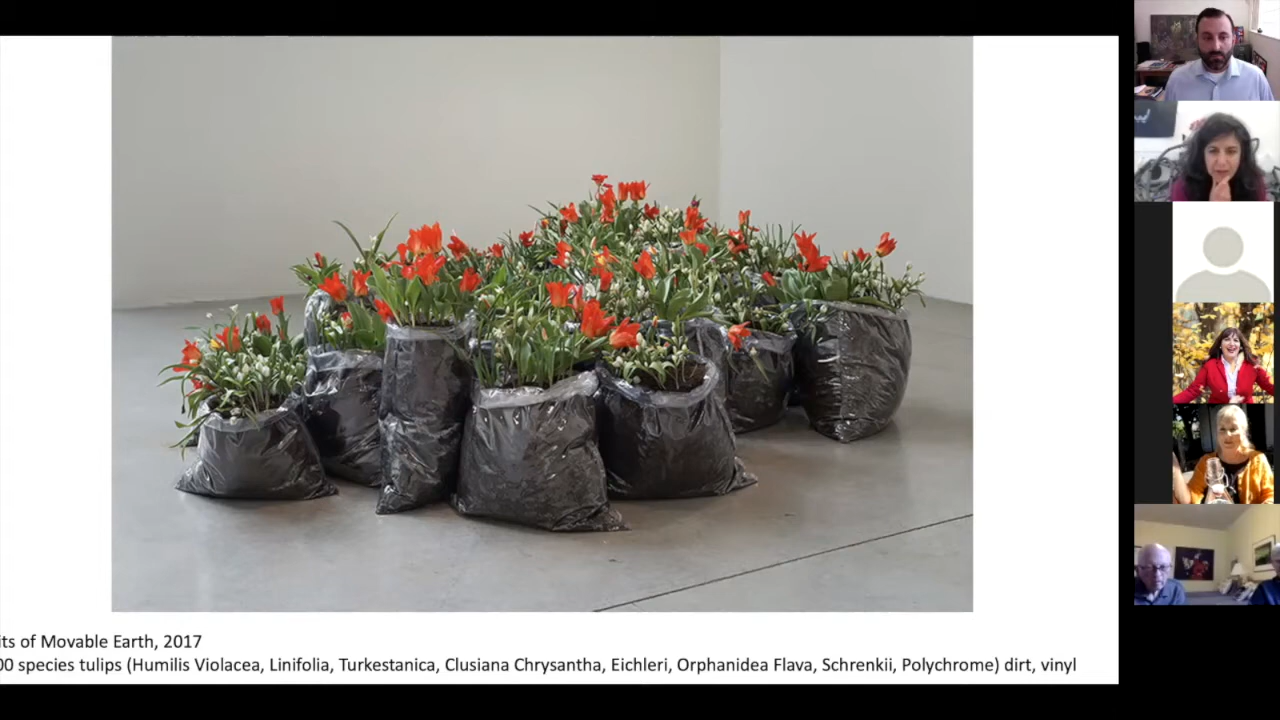 its of Movable Earth, 2017
00 species tulips (Humilis Violacea, Linifolia, Turkestanica, Clusiana Chrysantha, Eichleri, Orphanidea Flava, Schrenkii, Polychrome) dirt, vinyl